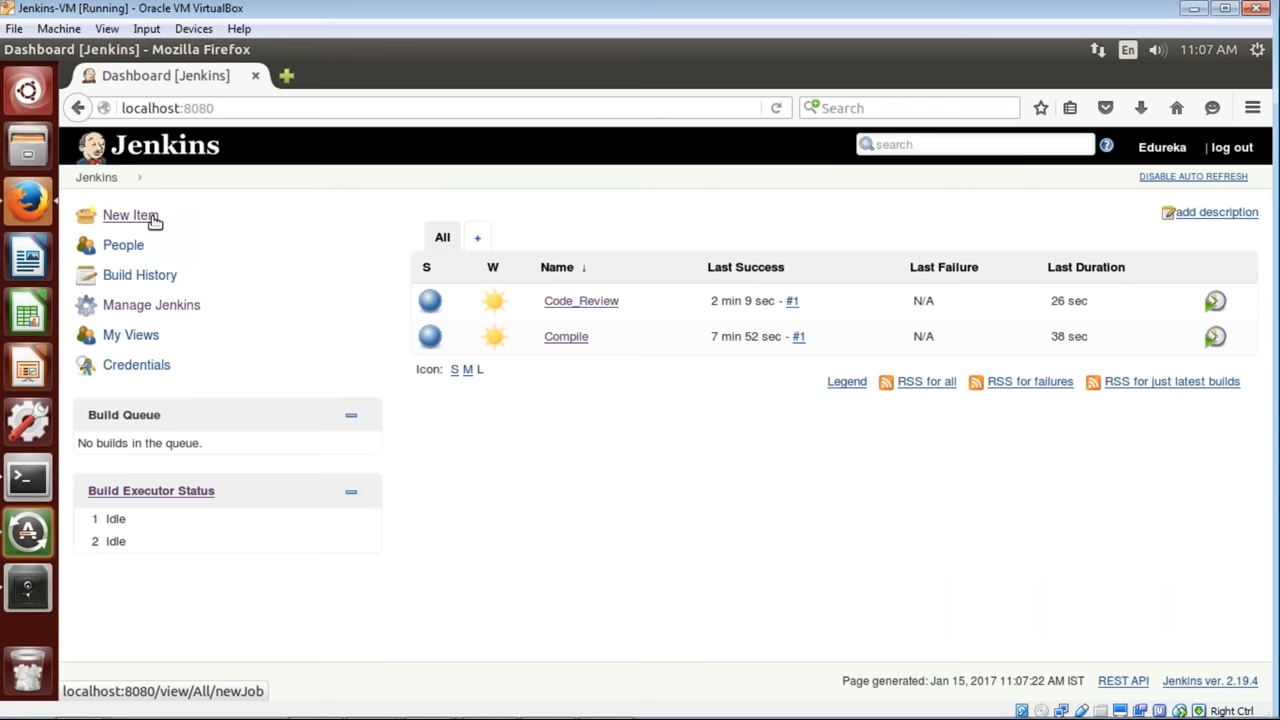 Jenkins-VM [Running] - Oracle VM VirtualBox
File Machine View Input Devices Help
Dashboard [Jenkins] - Mozilla Firefox
En 11:07 AM
Dashboard [Jenkins]
localhost:8080
Search
Jenkins
search
Edureka | log out
Jenkins
DISABLE AUTO REFRESH
New Item
People
Build History
Manage Jenkins
My Views
Credentials
add description
All +
S W Name ↓ Last Success Last Failure Last Duration
Code_Review 2 min 9 sec - #1 N/A 26 sec
Compile 7 min 52 sec - #1 N/A 38 sec
Icon: S M L
Legend RSS for all RSS for failures RSS for just latest builds
Build Queue
No builds in the queue.
Build Executor Status
1 Idle
2 Idle
Page generated: Jan 15, 2017 11:07:22 AM IST REST API Jenkins ver. 2.19.4
localhost:8080/view/All/newJob
Right Ctrl